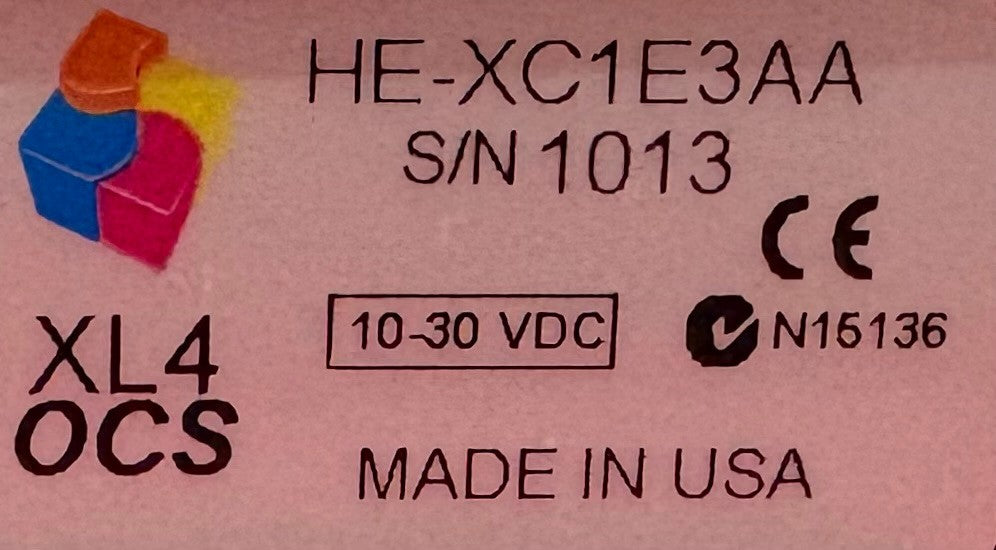 HE-XC1E3AA
S/N 1013
CE
XL4
OCS
10-30 VDC
N15136
MADE IN USA